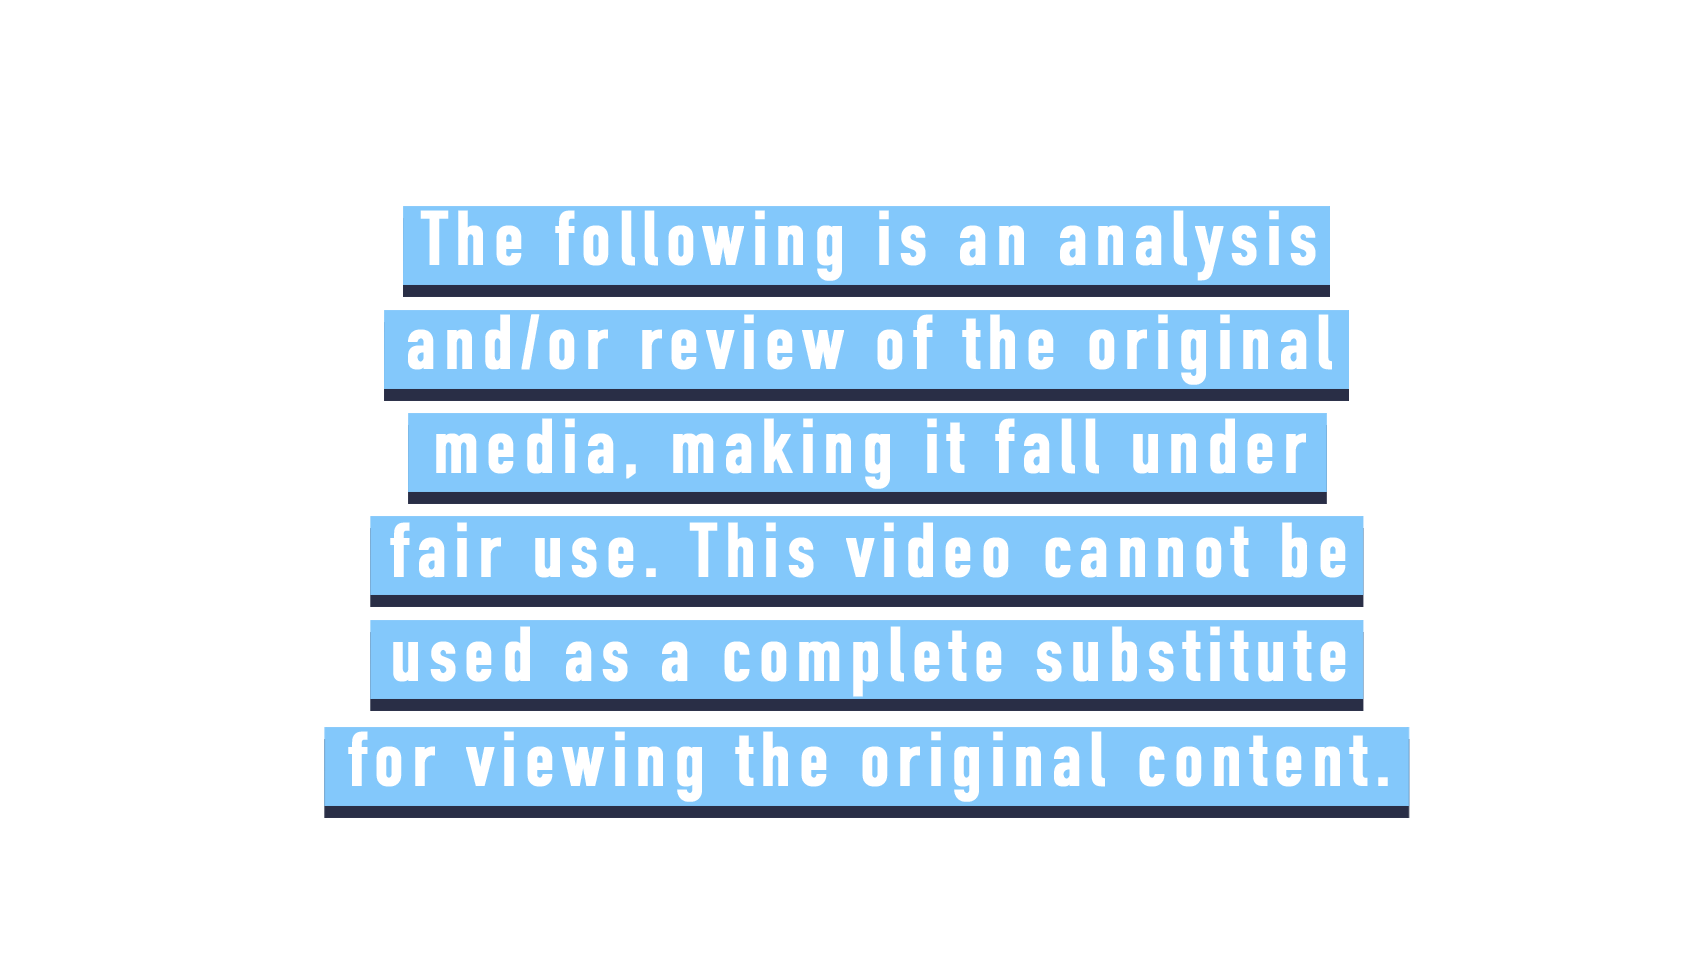 The following is an analysis
and/or review of the original
media, making it fall under
fair use. This video cannot be
used as a complete substitute
for viewing the original content.